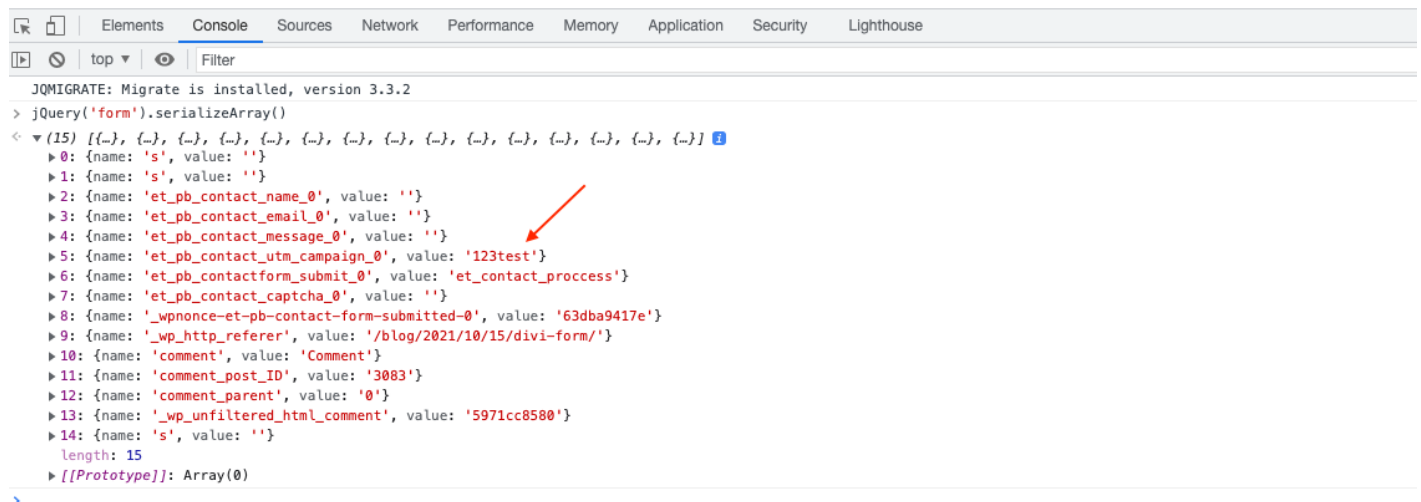 Elements Console Sources Network Performance Memory Application Security Lighthouse
top ▼ Filter
JQMIGRATE: Migrate is installed, version 3.3.2
> jQuery('form').serializeArray()
<· ▼(15) [{…}, {…}, {…}, {…}, {…}, {…}, {…}, {…}, {…}, {…}, {…}, {…}, {…}, {…}, {…}] i
▶0: {name: 's', value: ''}
▶1: {name: 's', value: ''}
▶2: {name: 'et_pb_contact_name_0', value: ''}
▶3: {name: 'et_pb_contact_email_0', value: ''}
▶4: {name: 'et_pb_contact_message_0', value: ''}
▶5: {name: 'et_pb_contact_utm_campaign_0', value: '123test'}
▶6: {name: 'et_pb_contactform_submit_0', value: 'et_contact_proccess'}
▶7: {name: 'et_pb_contact_captcha_0', value: ''}
▶8: {name: '_wpnonce-et-pb-contact-form-submitted-0', value: '63dba9417e'}
▶9: {name: '_wp_http_referer', value: '/blog/2021/10/15/divi-form/'}
▶10: {name: 'comment', value: 'Comment'}
▶11: {name: 'comment_post_ID', value: '3083'}
▶12: {name: 'comment_parent', value: '0'}
▶13: {name: '_wp_unfiltered_html_comment', value: '5971cc8580'}
▶14: {name: 's', value: ''}
length: 15
▶[[Prototype]]: Array(0)
>